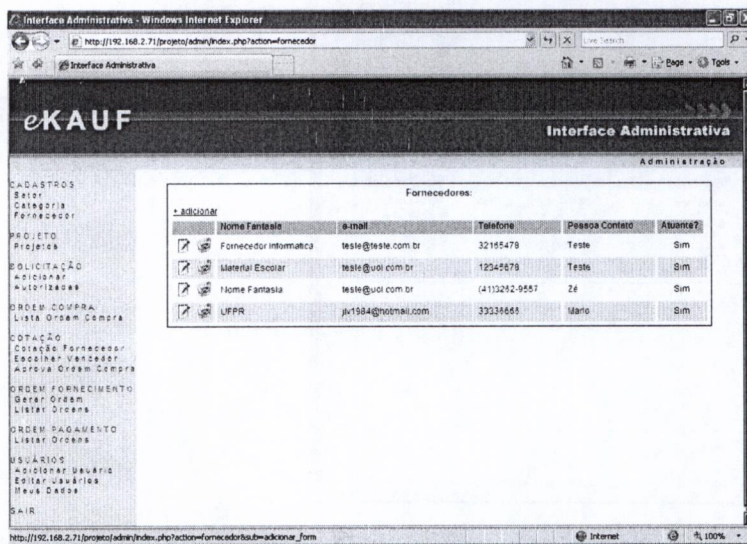 Interface Administrativa - Windows Internet Explorer
http://192.168.2.71/projeto/admin/index.php?action=fornecedor
Live Search
Interface Administrativa
Page
Tools
eKAUF
Interface Administrativa
Administração
CADASTROS
Setor
Categoria
Fornecedor
PROJETO
Projetos
SOLICITAÇÃO
Adicionar
Autorizadas
ORDEM COMPRA
Lista Ordem Compra
COTAÇÃO
Cotação Fornecedor
Escolher Vencedor
Aprova Ordem Compra
ORDEM FORNECIMENTO
Gerar Ordem
Listar Ordens
ORDEM PAGAMENTO
Listar Ordens
USUÁRIOS
Adicionar Usuário
Editar Usuários
Meus Dados
SAIR
Fornecedores:
+ adicionar
Nome Fantasia e-mail Telefone Pessoa Contato Atuante?
Fornecedor Informatica teste@teste.com.br 32165478 Teste Sim
Material Escolar teste@uol.com.br 12345678 Teste Sim
Nome Fantasia teste@uol.com.br (41)3262-9557 Zé Sim
UFPR jlv1984@hotmail.com 33336666 Mario Sim
http://192.168.2.71/projeto/admin/index.php?action=fornecedor&sub=adicionar_form
Internet
100%